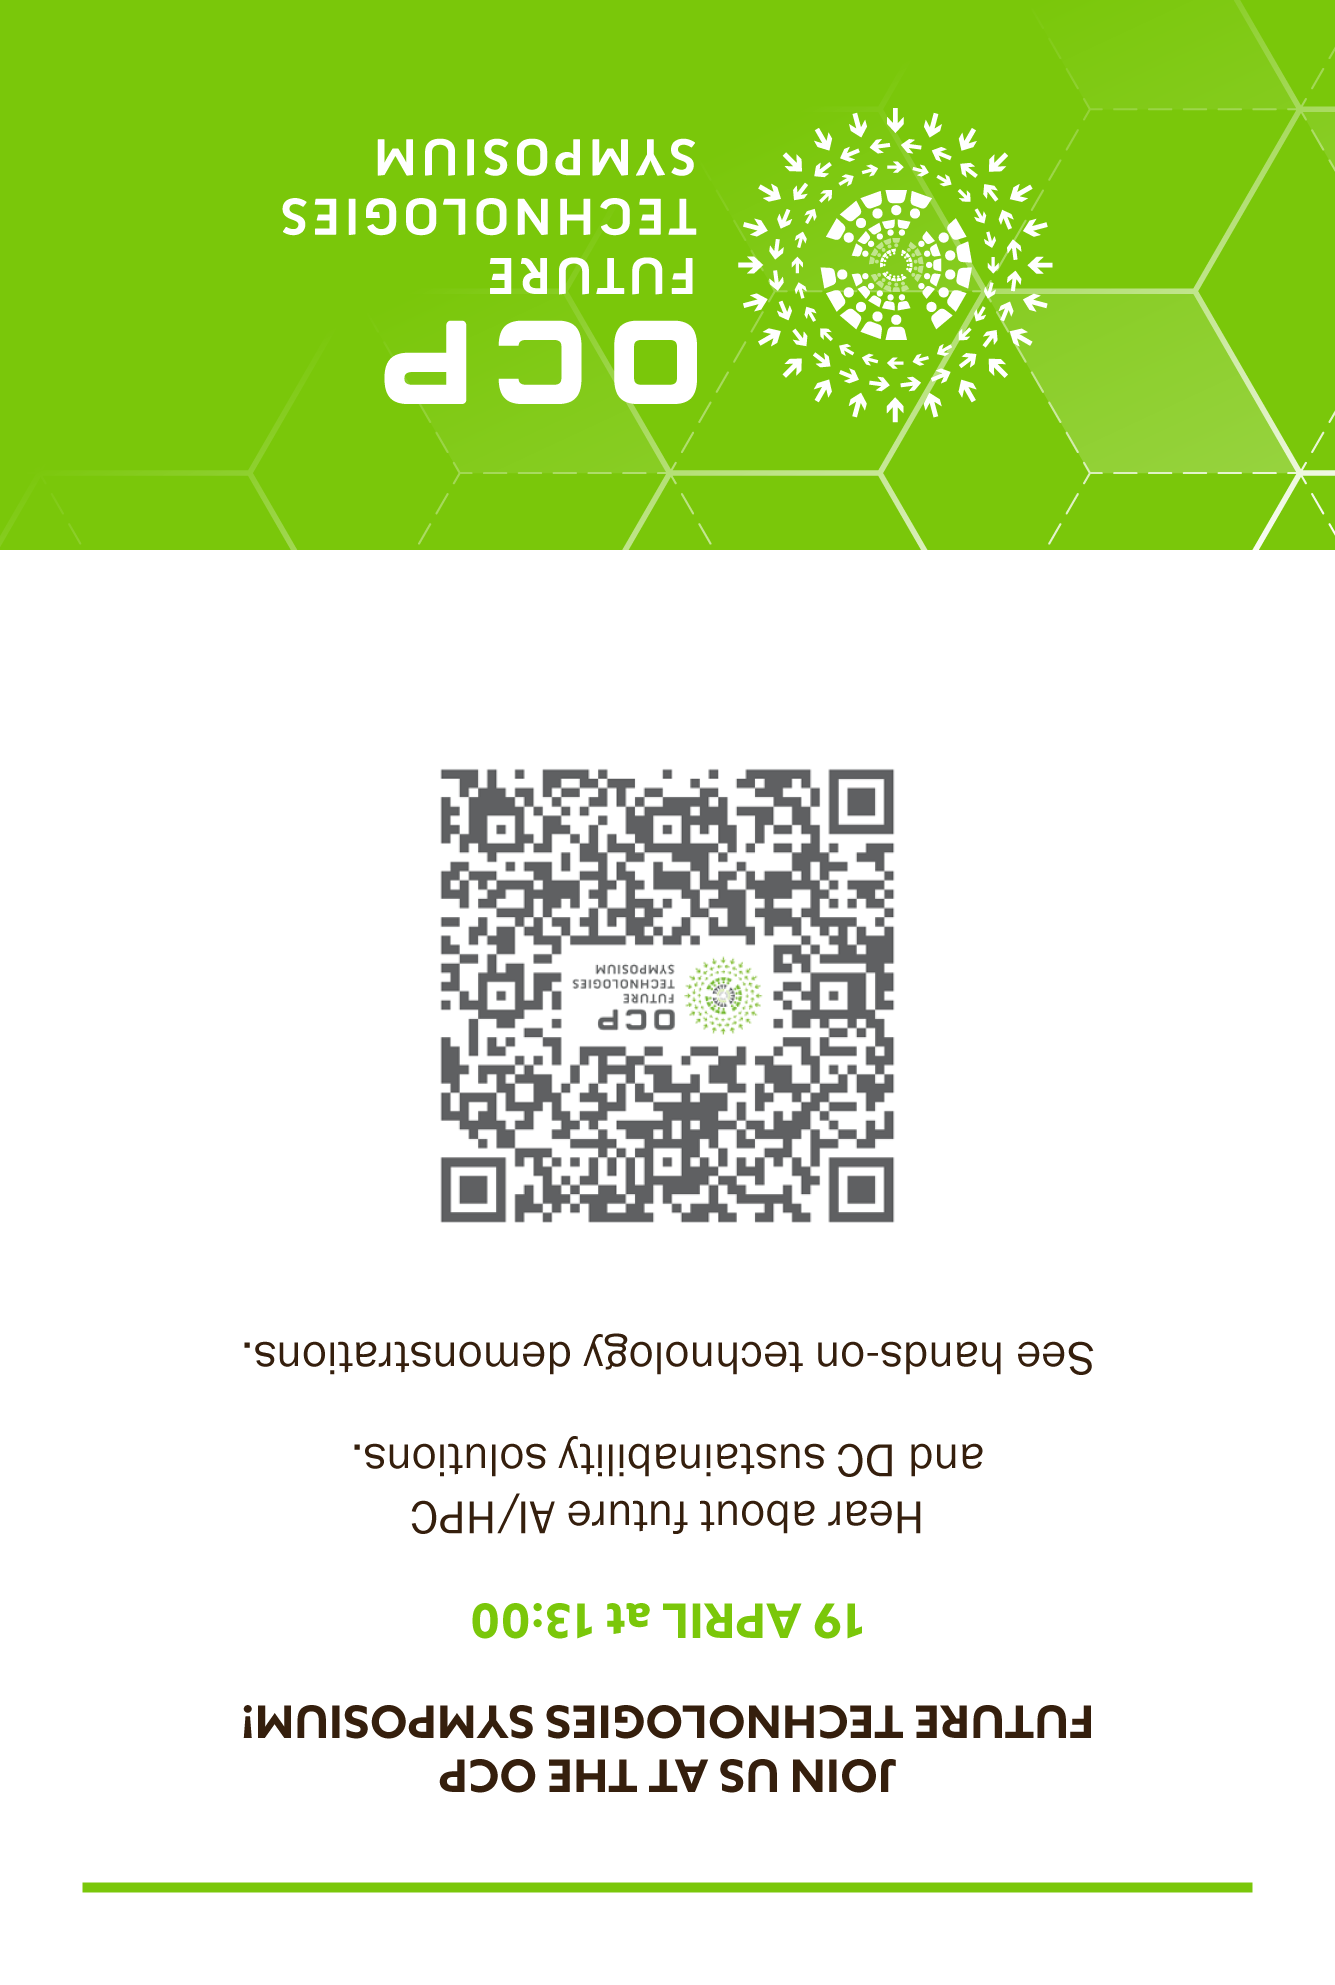 JOIN US AT THE OCP
FUTURE TECHNOLOGIES SYMPOSIUM!
19 APRIL at 13:00
Hear about future AI/HPC
and DC sustainability solutions.
See hands-on technology demonstrations.
OCP
FUTURE
TECHNOLOGIES
SYMPOSIUM
OCP
FUTURE
TECHNOLOGIES
SYMPOSIUM